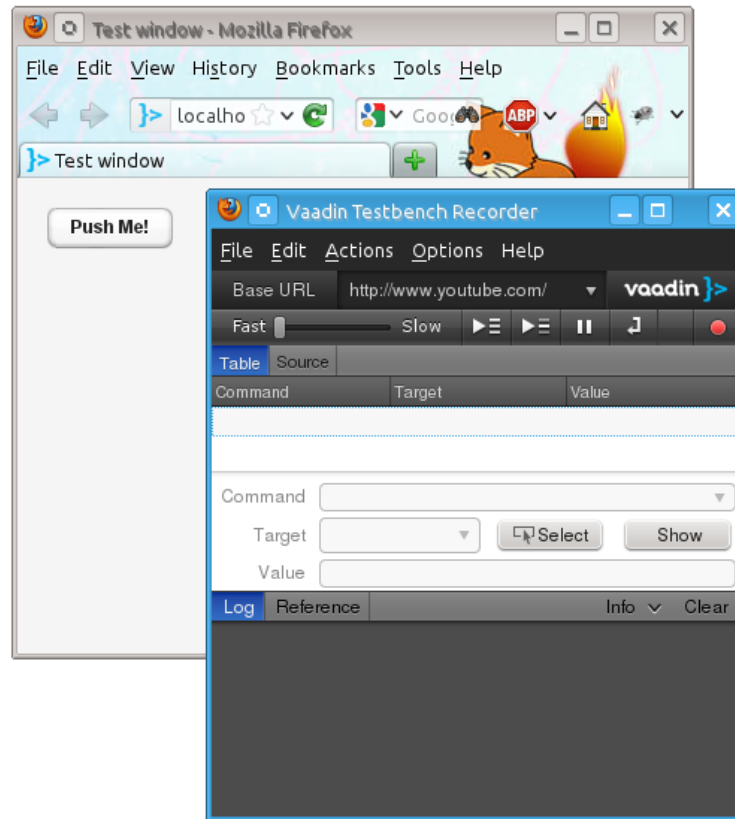 Test window - Mozilla Firefox
File Edit View History Bookmarks Tools Help
localho Goo ABP
Test window
Push Me!
Vaadin Testbench Recorder
File Edit Actions Options Help
Base URL http://www.youtube.com/ vaadin }>
Fast Slow
Table Source
Command Target Value
Command
Target Select Show
Value
Log Reference Info Clear